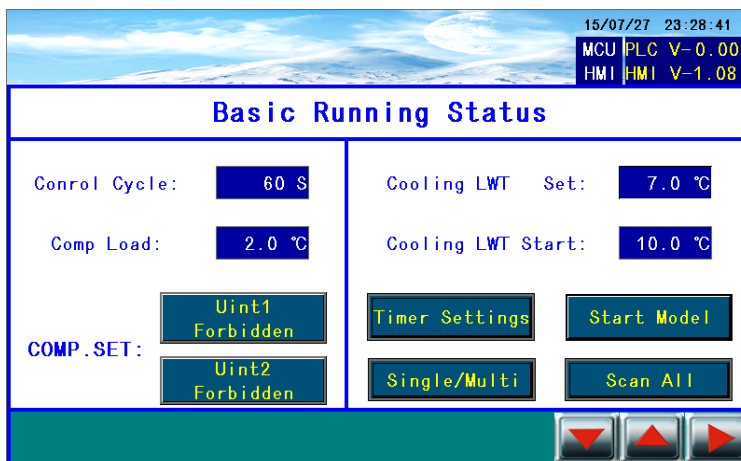 15/07/27 23:28:41
MCU PLC V-0.00
HMI HMI V-1.08
Basic Running Status
Conrol Cycle: 60 S
Comp Load: 2.0 ℃
COMP.SET:
Uint1
Forbidden
Uint2
Forbidden
Cooling LWT Set: 7.0 ℃
Cooling LWT Start: 10.0 ℃
Timer Settings
Start Model
Single/Multi
Scan All